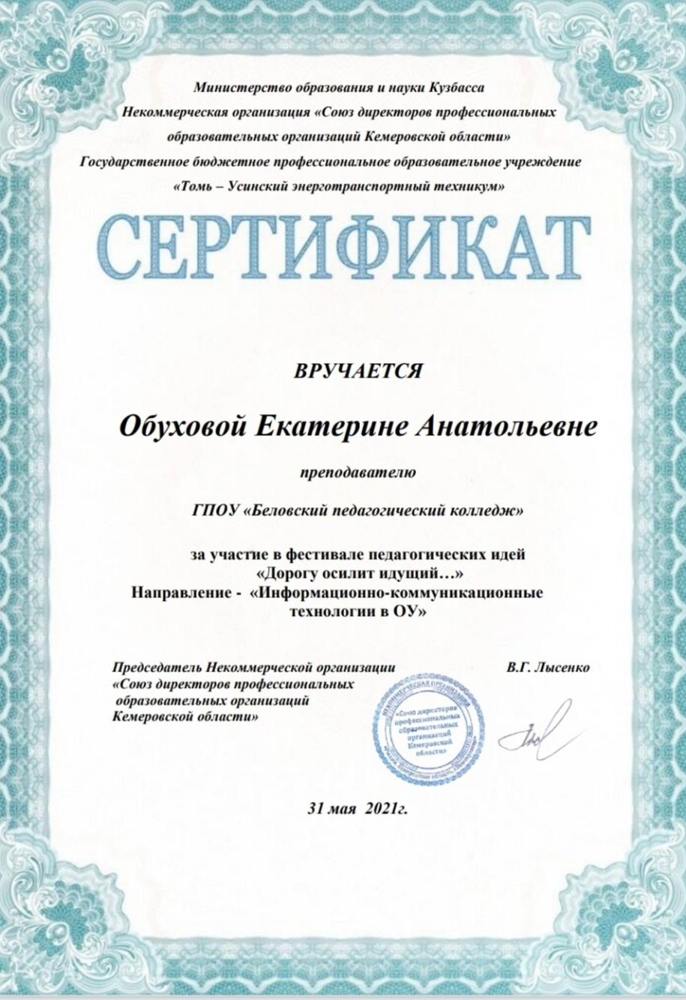 Министерство образования и науки Кузбасса
Некоммерческая организация «Союз директоров профессиональных
образовательных организаций Кемеровской области»
Государственное бюджетное профессиональное образовательное учреждение
«Томь – Усинский энерготранспортный техникум»
СЕРТИФИКАТ
ВРУЧАЕТСЯ
Обуховой Екатерине Анатольевне
преподавателю
ГПОУ «Беловский педагогический колледж»
за участие в фестивале педагогических идей
«Дорогу осилит идущий…»
Направление - «Информационно-коммуникационные
технологии в ОУ»
Председатель Некоммерческой организации В.Г. Лысенко
«Союз директоров профессиональных
образовательных организаций
Кемеровской области»
НЕКОММЕРЧЕСКАЯ ОРГАНИЗАЦИЯ
«Союз директоров
профессиональных
образовательных
организаций
Кемеровской
области»
31 мая 2021г.